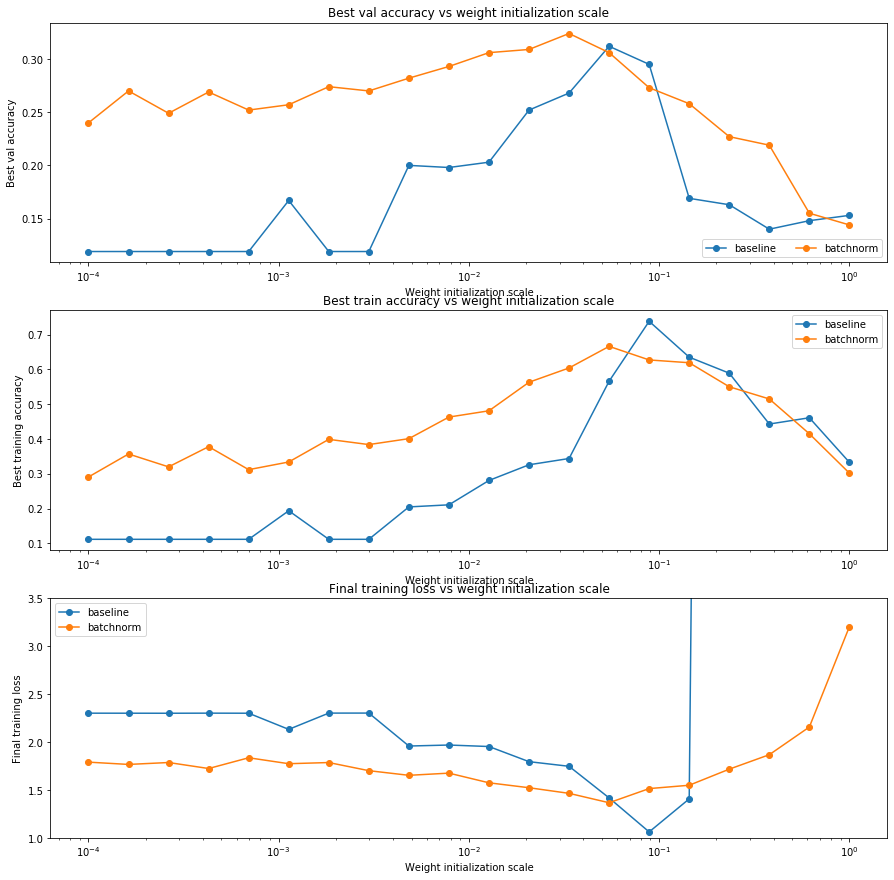 Best val accuracy vs weight initialization scale
Best val accuracy
0.30
0.25
0.20
0.15
baseline batchnorm
10^-4 10^-3 10^-2 10^-1 10^0
Weight initialization scale
Best train accuracy vs weight initialization scale
Best training accuracy
0.7
0.6
0.5
0.4
0.3
0.2
0.1
baseline
batchnorm
10^-4 10^-3 10^-2 10^-1 10^0
Weight initialization scale
Final training loss vs weight initialization scale
Final training loss
3.5
3.0
2.5
2.0
1.5
1.0
baseline
batchnorm
10^-4 10^-3 10^-2 10^-1 10^0
Weight initialization scale